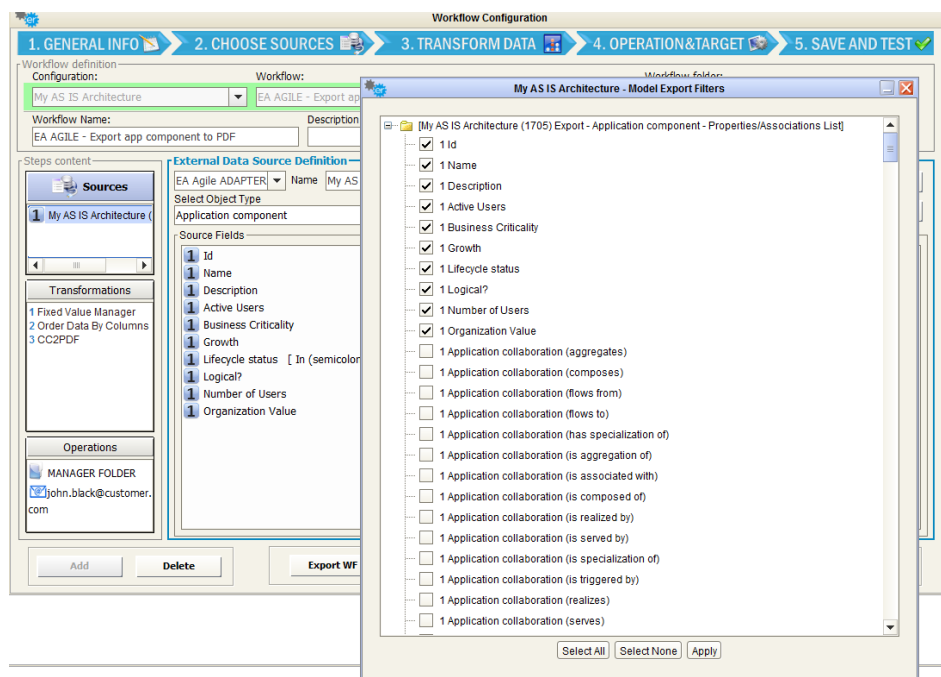 Workflow Configuration
1. GENERAL INFO
2. CHOOSE SOURCES
3. TRANSFORM DATA
4. OPERATION&TARGET
5. SAVE AND TEST
Workflow definition
Configuration:
Workflow:
Workflow folder:
My AS IS Architecture
EA AGILE - Export ap
Workflow Name:
Description
EA AGILE - Export app component to PDF
Steps content
Sources
1 My AS IS Architecture (
Transformations
1 Fixed Value Manager
2 Order Data By Columns
3 CC2PDF
Operations
MANAGER FOLDER
john.black@customer.
com
External Data Source Definition
EA Agile ADAPTER
Name
My AS
Select Object Type
Application component
Source Fields
1 Id
1 Name
1 Description
1 Active Users
1 Business Criticality
1 Growth
1 Lifecycle status [ In (semicolor
1 Logical?
1 Number of Users
1 Organization Value
Add
Delete
Export WF
My AS IS Architecture - Model Export Filters
[My AS IS Architecture (1705) Export - Application component - Properties/Associations List]
1 Id
1 Name
1 Description
1 Active Users
1 Business Criticality
1 Growth
1 Lifecycle status
1 Logical?
1 Number of Users
1 Organization Value
1 Application collaboration (aggregates)
1 Application collaboration (composes)
1 Application collaboration (flows from)
1 Application collaboration (flows to)
1 Application collaboration (has specialization of)
1 Application collaboration (is aggregation of)
1 Application collaboration (is associated with)
1 Application collaboration (is composed of)
1 Application collaboration (is realized by)
1 Application collaboration (is served by)
1 Application collaboration (is specialization of)
1 Application collaboration (is triggered by)
1 Application collaboration (realizes)
1 Application collaboration (serves)
Select All
Select None
Apply